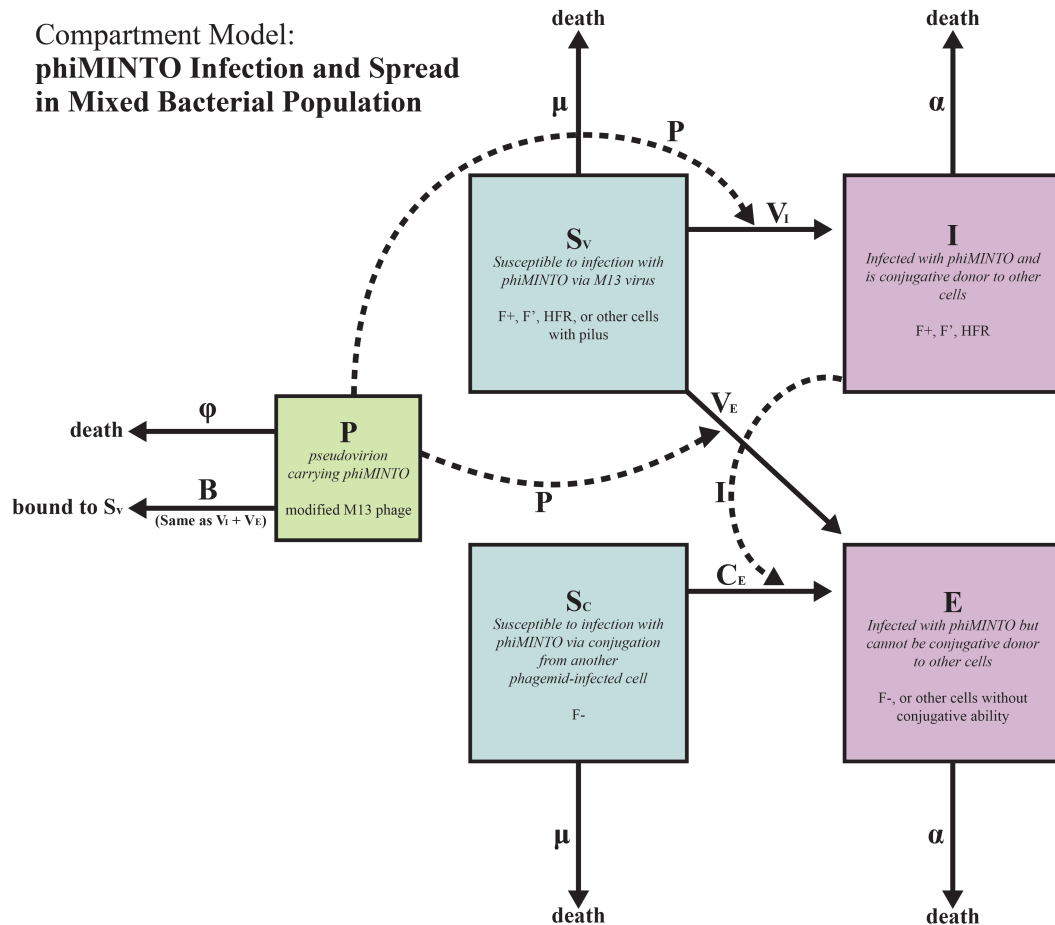 Compartment Model:
phiMINTO Infection and Spread
in Mixed Bacterial Population
death
death
μ
α
P
Sv
Susceptible to infection with
phiMINTO via M13 virus
F+, F’, HFR, or other cells
with pilus
VI
I
Infected with phiMINTO and
is conjugative donor to other
cells
F+, F’, HFR
VE
φ
death
B
bound to Sv
(Same as VI + VE)
P
pseudovirion
carrying phiMINTO
modified M13 phage
P
I
CE
Sc
Susceptible to infection with
phiMINTO via conjugation
from another
phagemid-infected cell
F-
E
Infected with phiMINTO but
cannot be conjugative donor
to other cells
F-, or other cells without
conjugative ability
μ
α
death
death